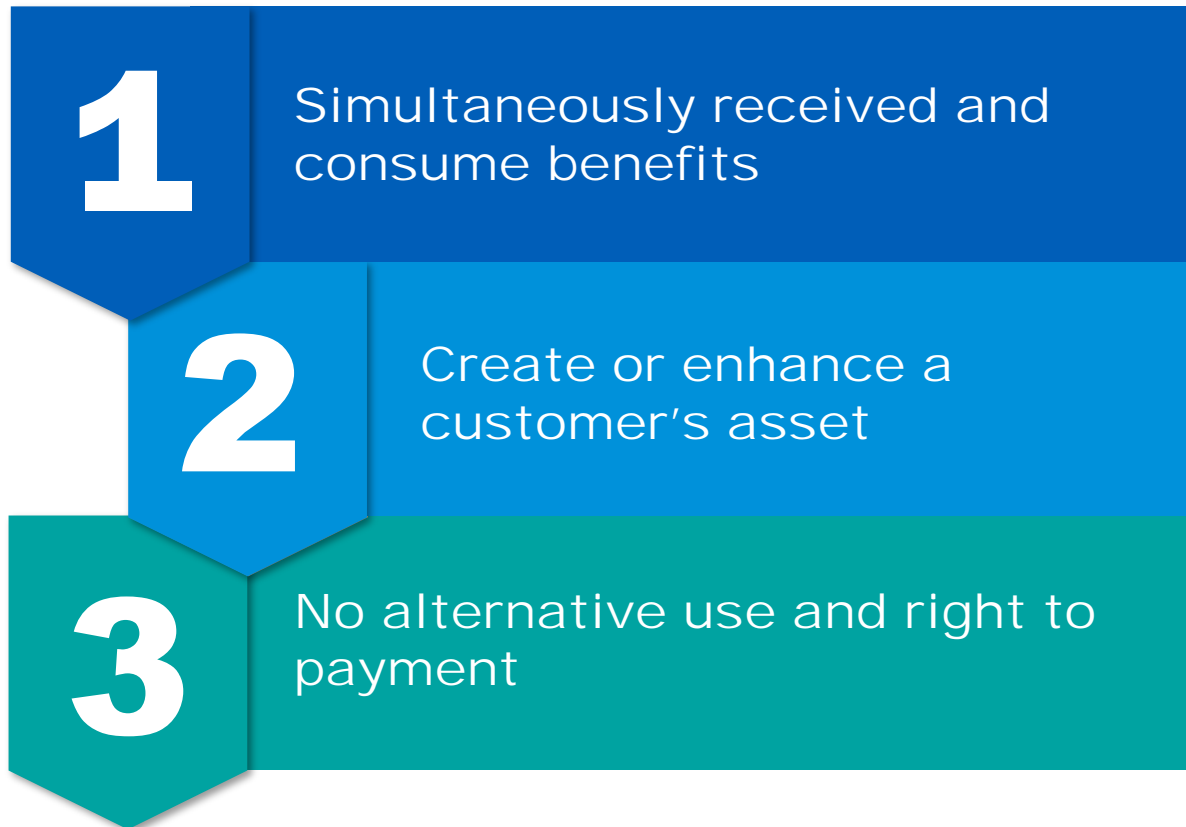 1
Simultaneously received and
consume benefits
2
Create or enhance a
customer's asset
3
No alternative use and right to
payment